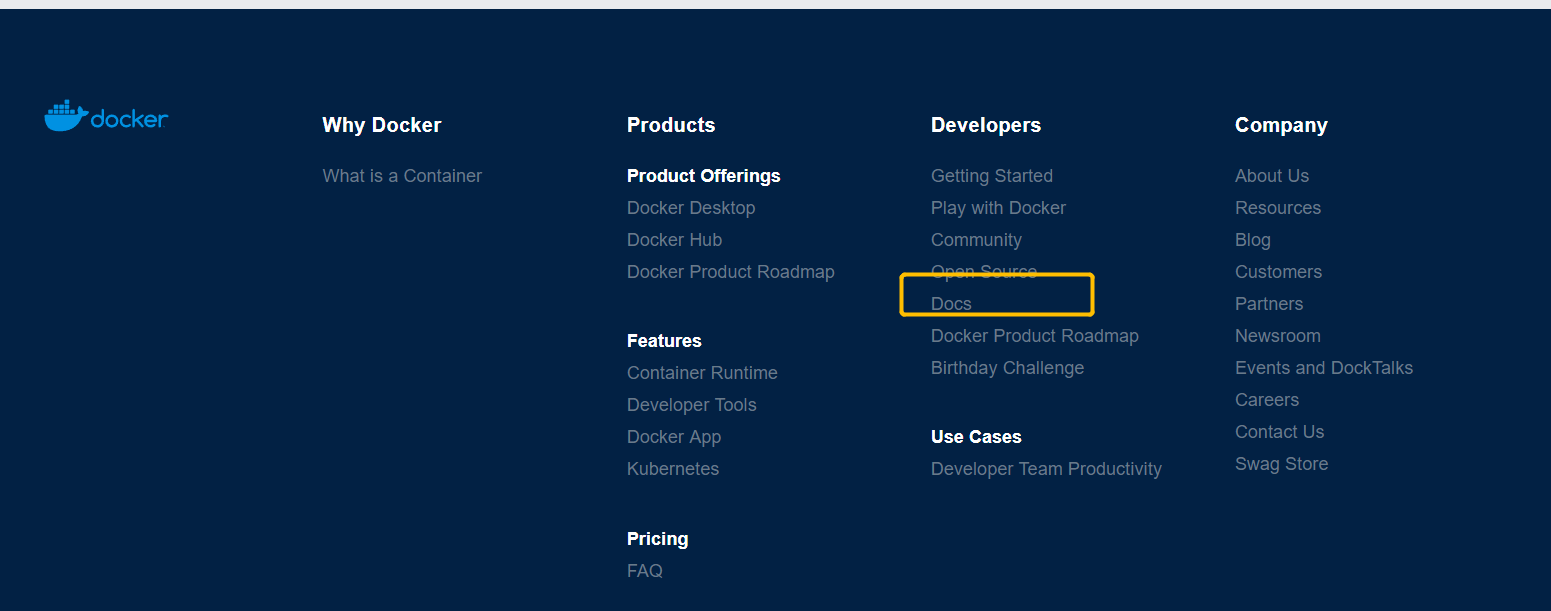 docker
Why Docker
What is a Container
Products
Product Offerings
Docker Desktop
Docker Hub
Docker Product Roadmap
Features
Container Runtime
Developer Tools
Docker App
Kubernetes
Pricing
FAQ
Developers
Getting Started
Play with Docker
Community
Open Source
Docs
Docker Product Roadmap
Birthday Challenge
Use Cases
Developer Team Productivity
Company
About Us
Resources
Blog
Customers
Partners
Newsroom
Events and DockTalks
Careers
Contact Us
Swag Store